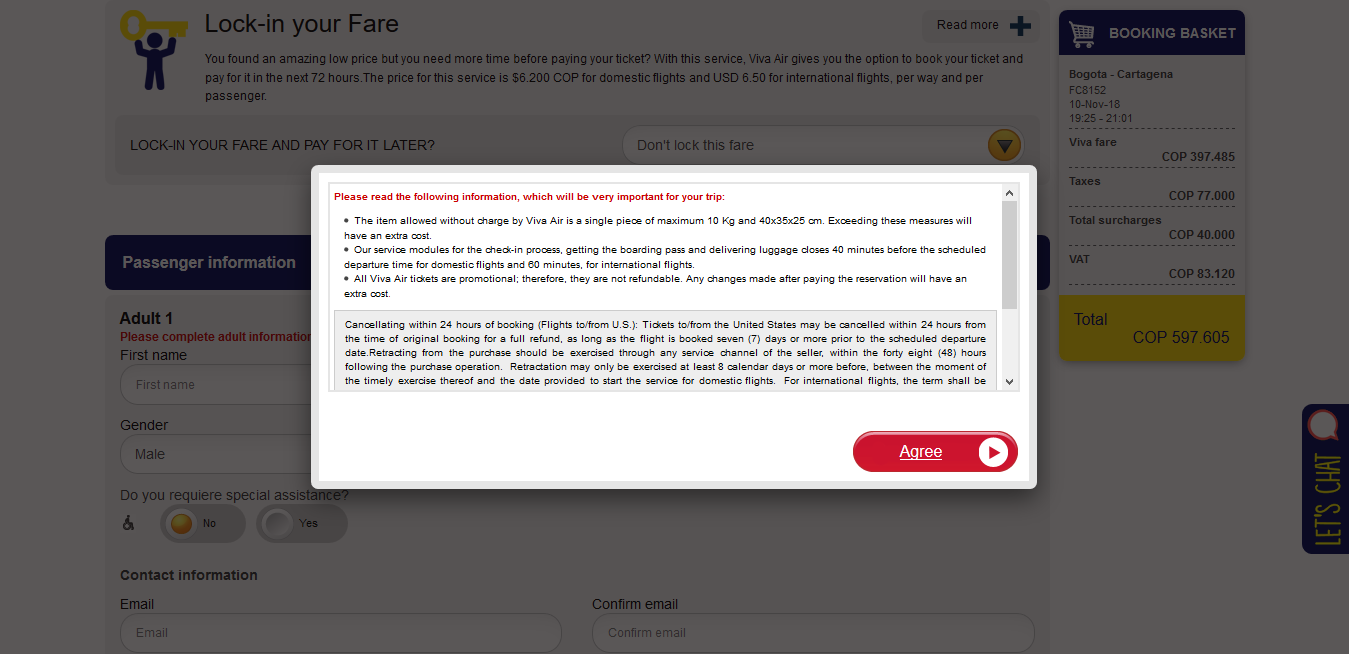 Lock-in your Fare
Read more
You found an amazing low price but you need more time before paying your ticket? With this service, Viva Air gives you the option to book your ticket and
pay for it in the next 72 hours.The price for this service is $6.200 COP for domestic flights and USD 6.50 for international flights, per way and per
passenger.
LOCK-IN YOUR FARE AND PAY FOR IT LATER?
Don't lock this fare
Please read the following information, which will be very important for your trip:
• The item allowed without charge by Viva Air is a single piece of maximum 10 Kg and 40x35x25 cm. Exceeding these measures will
have an extra cost.
• Our service modules for the check-in process, getting the boarding pass and delivering luggage closes 40 minutes before the scheduled
departure time for domestic flights and 60 minutes, for international flights.
• All Viva Air tickets are promotional; therefore, they are not refundable. Any changes made after paying the reservation will have an
extra cost.
Cancellating within 24 hours of booking (Flights to/from U.S.): Tickets to/from the United States may be cancelled within 24 hours from
the time of original booking for a full refund, as long as the flight is booked seven (7) days or more prior to the scheduled departure
date.Retracting from the purchase should be exercised through any service channel of the seller, within the forty eight (48) hours
following the purchase operation. Retractation may only be exercised at least 8 calendar days or more before, between the moment of
the timely exercise thereof and the date provided to start the service for domestic flights. For international flights, the term shall be
Agree
Passenger information
Adult 1
Please complete adult information
First name
First name
Gender
Male
Do you requiere special assistance?
No
Yes
Contact information
Email
Confirm email
Email
Confirm email
BOOKING BASKET
Bogota - Cartagena
FC8152
10-Nov-18
19:25 - 21:01
Viva fare
COP 397.485
Taxes
COP 77.000
Total surcharges
COP 40.000
VAT
COP 83.120
Total
COP 597.605
LET'S CHAT